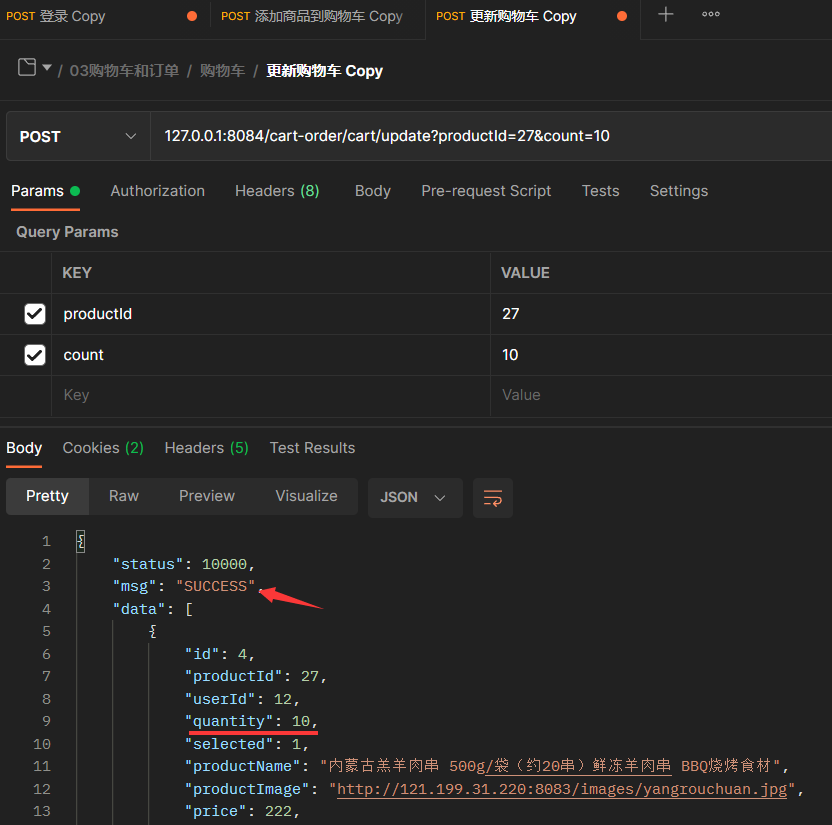 POST 登录 Copy POST 添加商品到购物车 Copy POST 更新购物车 Copy
/ 03购物车和订单 / 购物车 / 更新购物车 Copy
POST 127.0.0.1:8084/cart-order/cart/update?productId=27&count=10
Params Authorization Headers (8) Body Pre-request Script Tests Settings
Query Params
KEY VALUE
productId 27
count 10
Key Value
Body Cookies (2) Headers (5) Test Results
Pretty Raw Preview Visualize JSON
1 {
2 "status": 10000,
3 "msg": "SUCCESS",
4 "data": [
5 {
6 "id": 4,
7 "productId": 27,
8 "userId": 12,
9 "quantity": 10,
10 "selected": 1,
11 "productName": "内蒙古羔羊肉串 500g/袋（约20串）鲜冻羊肉串 BBQ烧烤食材",
12 "productImage": "http://121.199.31.220:8083/images/yangrouchuan.jpg",
13 "price": 222,